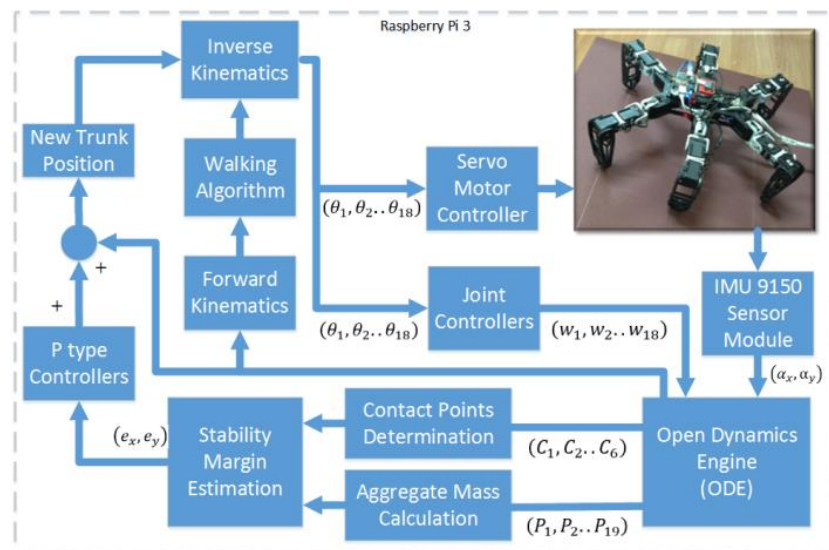 Raspberry Pi 3
Inverse
Kinematics
New Trunk
Position
Walking
Algorithm
Servo
Motor
Controller
(θ₁, θ₂.. θ₁₈)
+
+
Forward
Kinematics
Joint
Controllers
IMU 9150
Sensor
Module
(θ₁, θ₂.. θ₁₈)
(w₁, w₂.. w₁₈)
P type
Controllers
(αₓ, αᵧ)
(eₓ, eᵧ)
Stability
Margin
Estimation
Contact Points
Determination
(C₁, C₂.. C₆)
Open Dynamics
Engine
(ODE)
Aggregate Mass
Calculation
(P₁, P₂.. P₁₉)